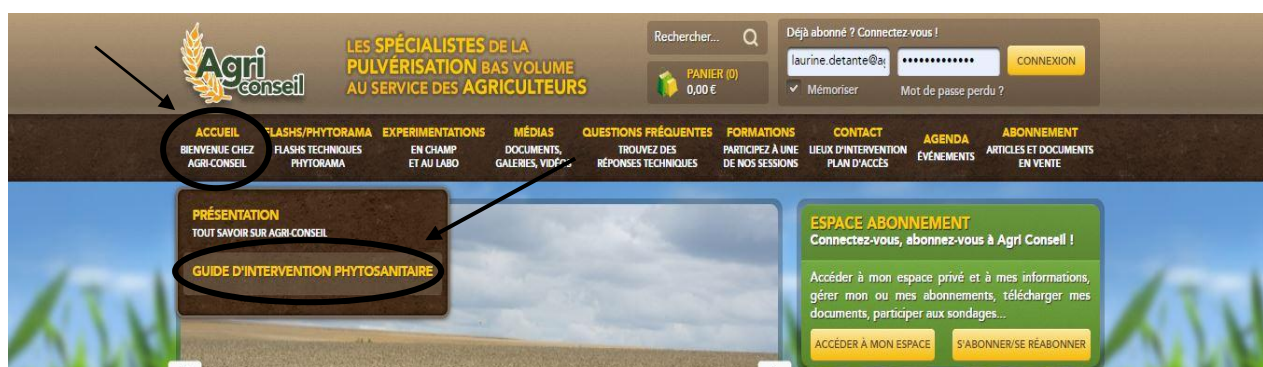 Agri
conseil
LES SPÉCIALISTES DE LA
PULVÉRISATION BAS VOLUME
AU SERVICE DES AGRICULTEURS
Rechercher...
PANIER (0)
0,00 €
Déjà abonné ? Connectez-vous !
laurine.detante@a
•••••••••••••
CONNEXION
Mémoriser
Mot de passe perdu ?
ACCUEIL
BIENVENUE CHEZ
AGRI-CONSEIL
FLASHS/PHYTORAMA
FLASHS TECHNIQUES
PHYTORAMA
EXPERIMENTATIONS
EN CHAMP
ET AU LABO
MÉDIAS
DOCUMENTS,
GALERIES, VIDÉOS
QUESTIONS FRÉQUENTES
TROUVEZ DES
RÉPONSES TECHNIQUES
FORMATIONS
PARTICIPEZ À UNE
DE NOS SESSIONS
CONTACT
LIEUX D'INTERVENTION
PLAN D'ACCÈS
AGENDA
ÉVÉNEMENTS
ABONNEMENT
ARTICLES ET DOCUMENTS
EN VENTE
PRÉSENTATION
TOUT SAVOIR SUR AGRI-CONSEIL
GUIDE D'INTERVENTION PHYTOSANITAIRE
ESPACE ABONNEMENT
Connectez-vous, abonnez-vous à Agri Conseil !
Accéder à mon espace privé et à mes informations,
gérer mon ou mes abonnements, télécharger mes
documents, participer aux sondages...
ACCÉDER À MON ESPACE
S'ABONNER/SE RÉABONNER